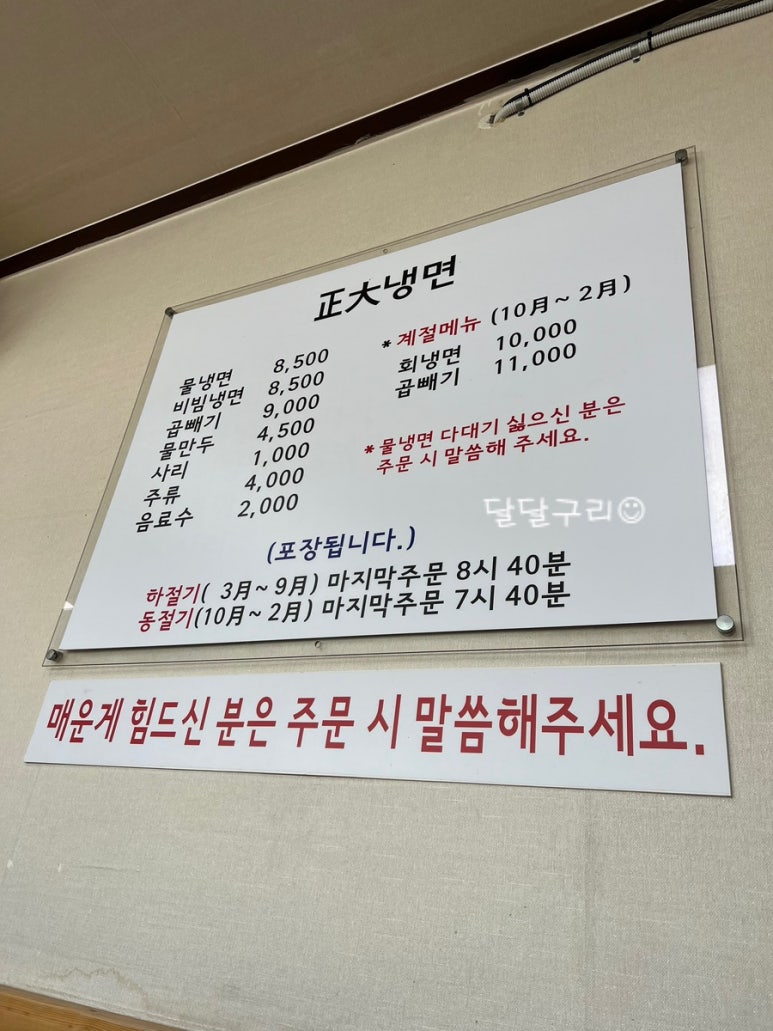 正大냉면
물냉면 8,500
비빔냉면 8,500
곱빼기 9,000
물만두 4,500
사리 1,000
주류 4,000
음료수 2,000
* 계절메뉴 (10月~ 2月)
회냉면 10,000
곱빼기 11,000
* 물냉면 다대기 싫으신 분은
주문 시 말씀해 주세요.
달달구리☺
(포장됩니다.)
하절기( 3月~ 9月) 마지막주문 8시 40분
동절기(10月~ 2月) 마지막주문 7시 40분
매운게 힘드신 분은 주문 시 말씀해주세요.